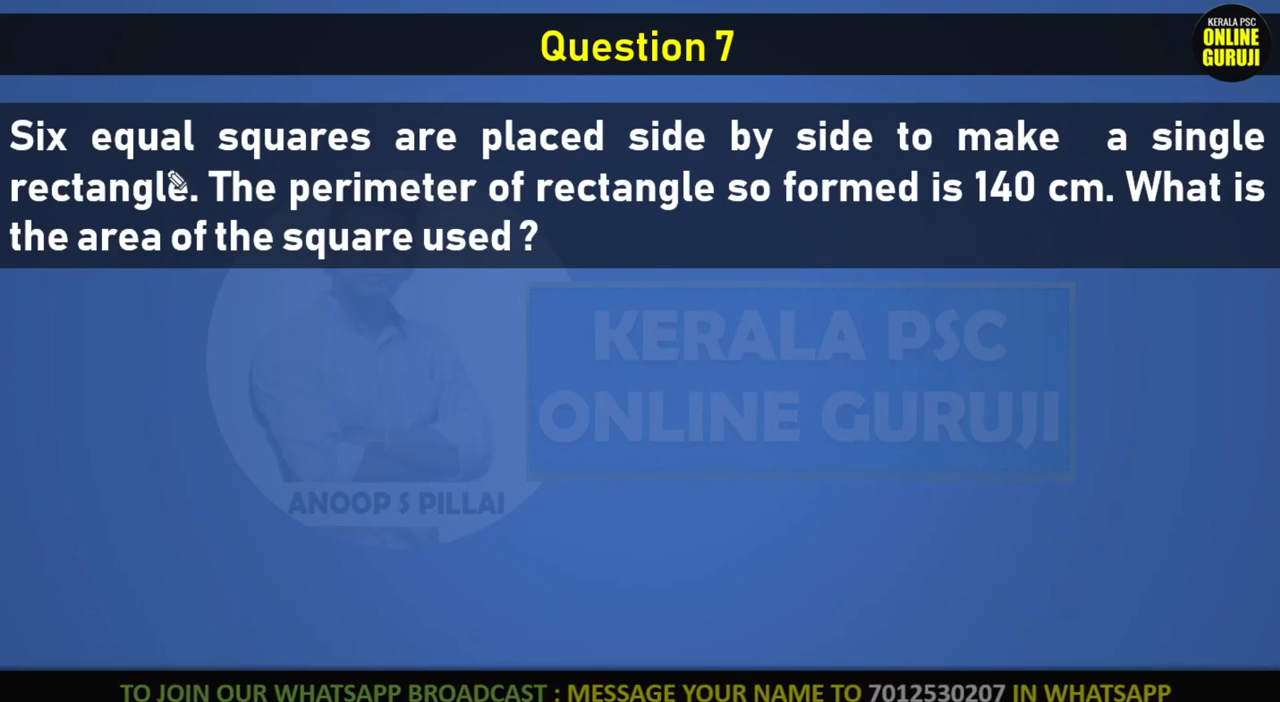 Question 7
KERALA PSC
ONLINE
GURUJI
Six equal squares are placed side by side to make a single
rectangle. The perimeter of rectangle so formed is 140 cm. What is
the area of the square used ?
KERALA PSC
ONLINE GURUJI
ANOOP S PILLAI
TO JOIN OUR WHATSAPP BROADCAST : MESSAGE YOUR NAME TO 7012530207 IN WHATSAPP